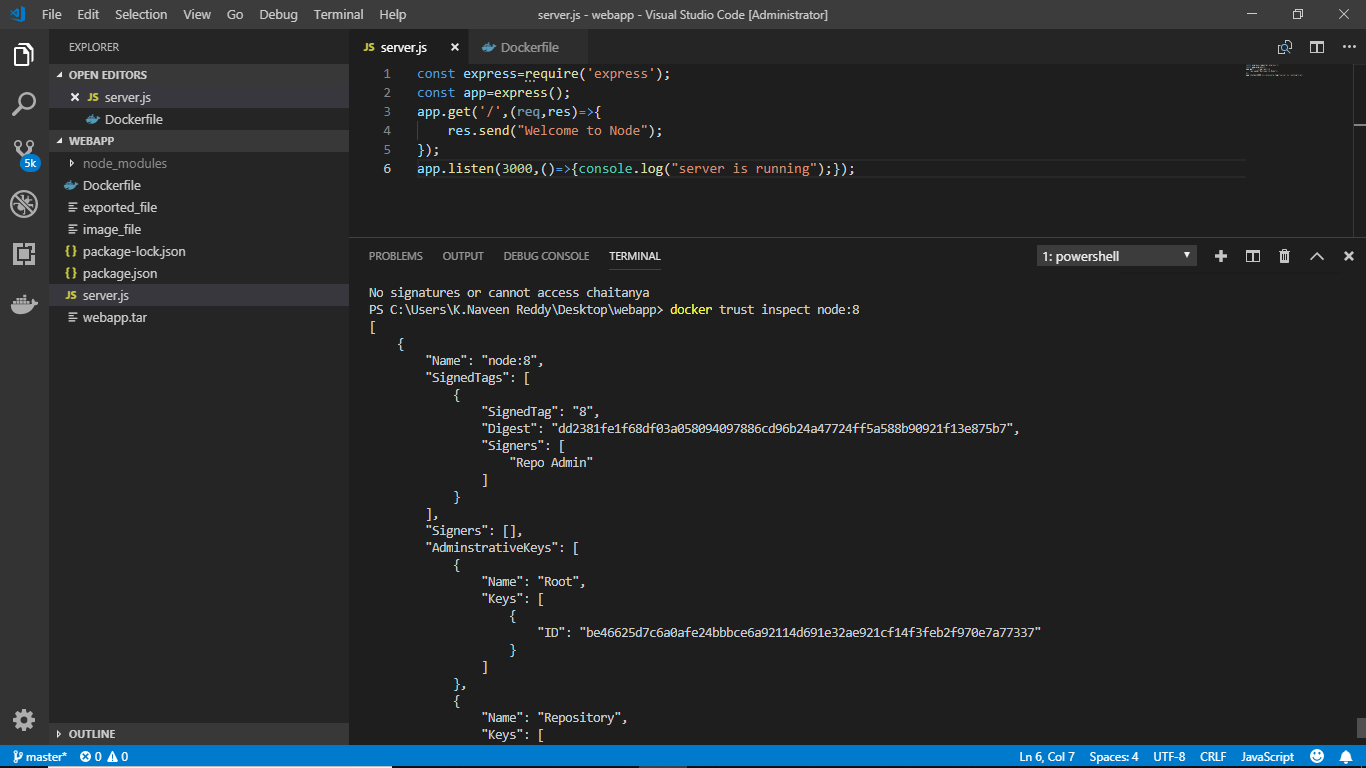 File Edit Selection View Go Debug Terminal Help server.js - webapp - Visual Studio Code [Administrator]
EXPLORER
OPEN EDITORS
JS server.js
Dockerfile
WEBAPP
node_modules
Dockerfile
exported_file
image_file
{} package-lock.json
{} package.json
JS server.js
webapp.tar
OUTLINE
5k
JS server.js Dockerfile
1 const express=require('express');
2 const app=express();
3 app.get('/',(req,res)=>{
4 res.send("Welcome to Node");
5 });
6 app.listen(3000,()=>{console.log("server is running");});
PROBLEMS OUTPUT DEBUG CONSOLE TERMINAL 1: powershell
No signatures or cannot access chaitanya
PS C:\Users\K.Naveen Reddy\Desktop\webapp> docker trust inspect node:8
[
{
"Name": "node:8",
"SignedTags": [
{
"SignedTag": "8",
"Digest": "dd2381fe1f68df03a058094097886cd96b24a47724ff5a588b90921f13e875b7",
"Signers": [
"Repo Admin"
]
}
],
"Signers": [],
"AdminstrativeKeys": [
{
"Name": "Root",
"Keys": [
{
"ID": "be46625d7c6a0afe24bbbce6a92114d691e32ae921cf14f3feb2f970e7a77337"
}
]
},
{
"Name": "Repository",
"Keys": [
master* 0 0 Ln 6, Col 7 Spaces: 4 UTF-8 CRLF JavaScript